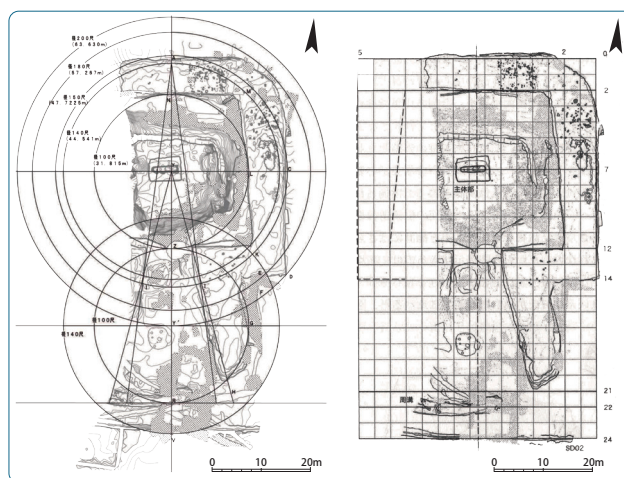 径200尺
(63.630m)
径180尺
(57.267m)
径150尺
(47.7225m)
径140尺
(44.541m)
径100尺
(31.815m)
A
M
N
L
C
Z
K
E
D
F
径100尺
Y'
G
径140尺
H
V
0 10 20m
5
2
0
2
主体部
7
12
14
周溝
21
22
24
SD02
0 10 20m